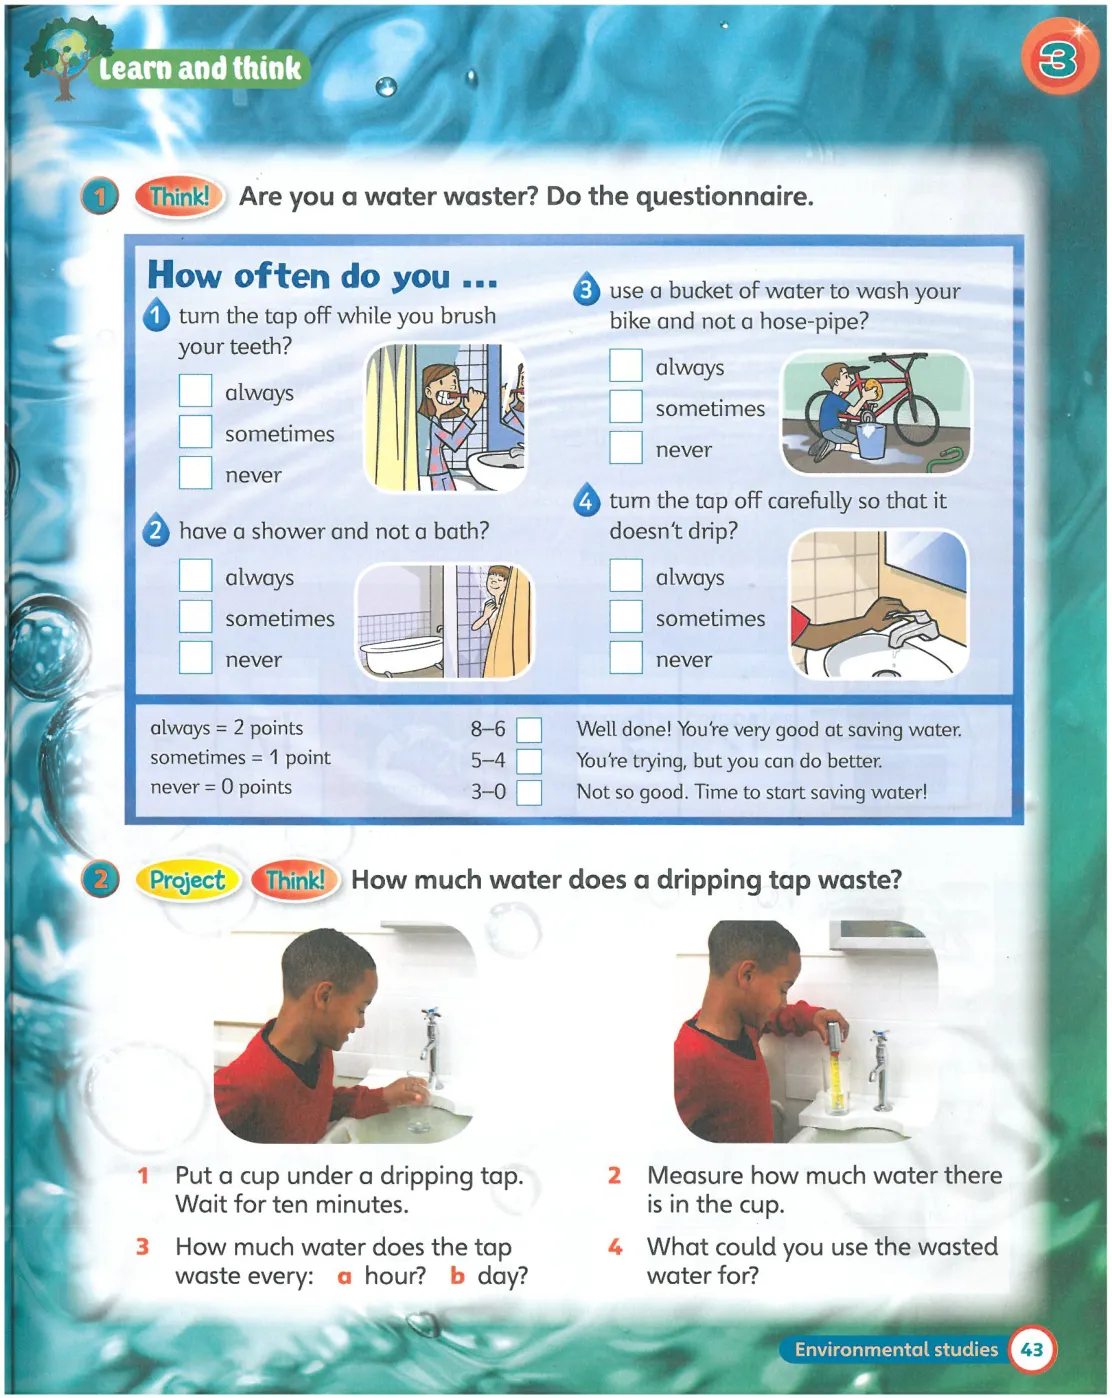 Learn and think
3
1 Think! Are you a water waster? Do the questionnaire.
How often do you ...
1 turn the tap off while you brush
your teeth?
always
sometimes
never
2 have a shower and not a bath?
always
sometimes
never
3 use a bucket of water to wash your
bike and not a hose-pipe?
always
sometimes
never
4 turn the tap off carefully so that it
doesn't drip?
always
sometimes
never
always = 2 points
sometimes = 1 point
never = 0 points
8–6 Well done! You're very good at saving water.
5–4 You're trying, but you can do better.
3–0 Not so good. Time to start saving water!
2 Project Think! How much water does a dripping tap waste?
1 Put a cup under a dripping tap.
Wait for ten minutes.
2 Measure how much water there
is in the cup.
3 How much water does the tap
waste every: a hour? b day?
4 What could you use the wasted
water for?
Environmental studies 43